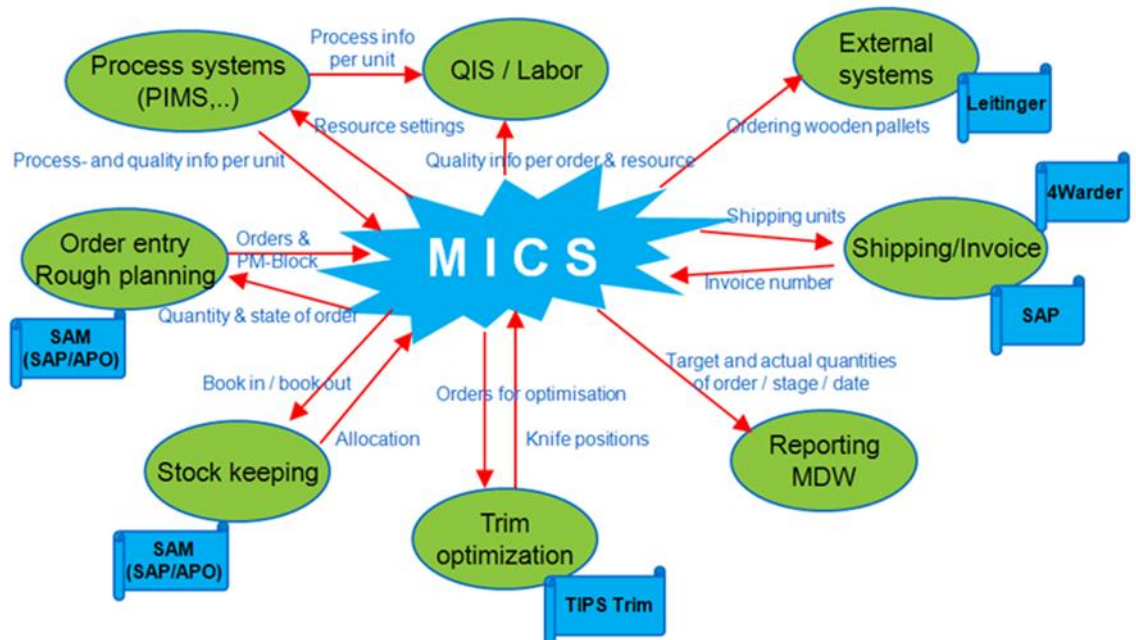 Process systems
(PIMS,..)
Process info
per unit
QIS / Labor
External
systems
Leitinger
Resource settings
Ordering wooden pallets
Process- and quality info per unit
Quality info per order & resource
4Warder
Order entry
Rough planning
Orders &
PM-Block
MICS
Shipping units
Shipping/Invoice
Invoice number
SAP
Quantity & state of order
SAM
(SAP/APO)
Book in / book out
Orders for optimisation
Target and actual quantities
of order / stage / date
Stock keeping
Allocation
Knife positions
Reporting
MDW
SAM
(SAP/APO)
Trim
optimization
TIPS Trim